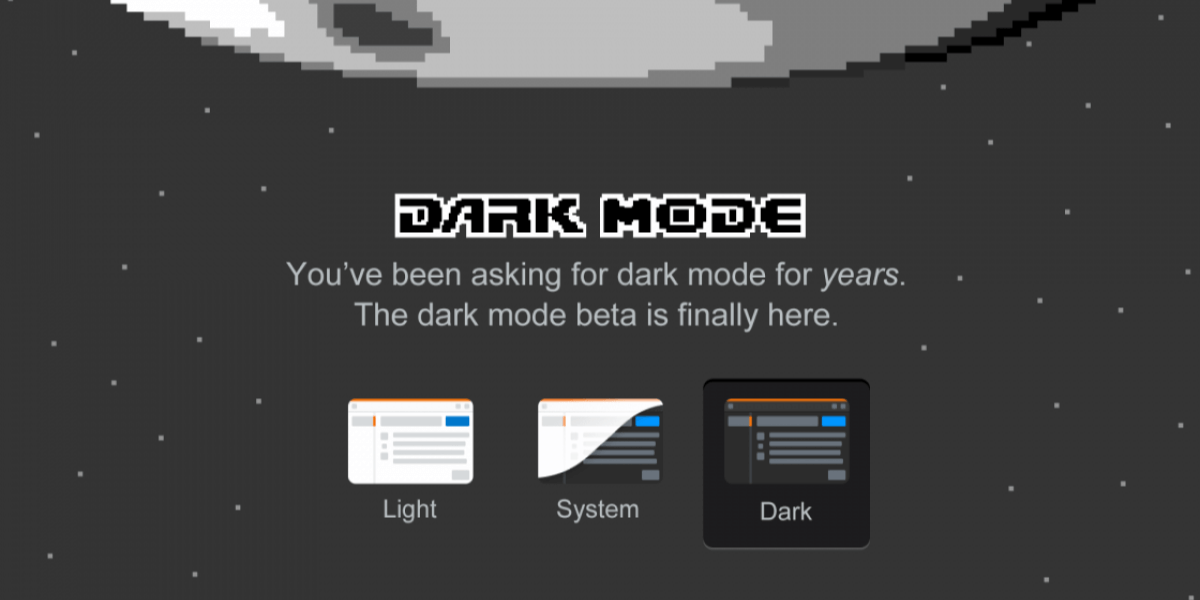 DARK MODE
You’ve been asking for dark mode for years.
The dark mode beta is finally here.
Light
System
Dark